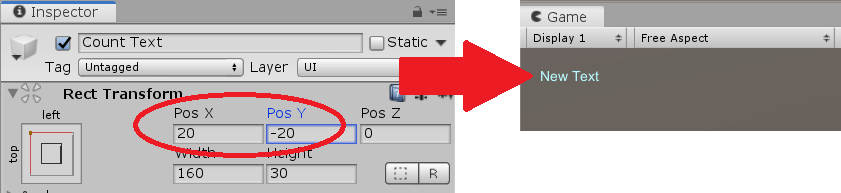 Inspector
Count Text
Static
Tag Untagged Layer UI
Rect Transform
left
top
Pos X Pos Y Pos Z
20 -20 0
Width Height
160 30 R
Game
Display 1 Free Aspect
New Text